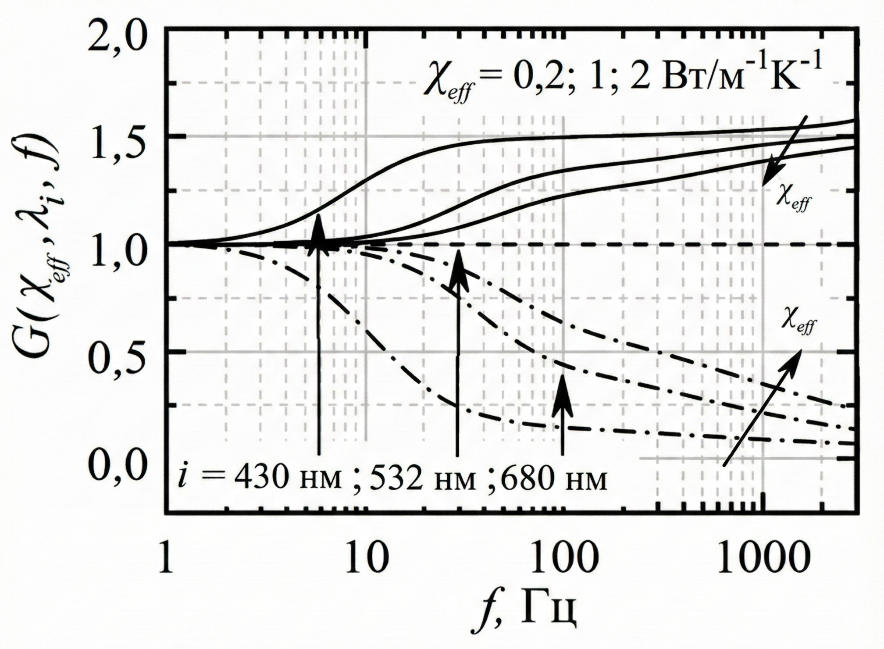 2,0
1,5
1,0
0,5
0,0
G(χeff, λi, f)
χeff = 0,2; 1; 2 Вт/м-1К-1
χeff
χeff
i = 430 нм ; 532 нм ; 680 нм
1 10 100 1000
f, Гц